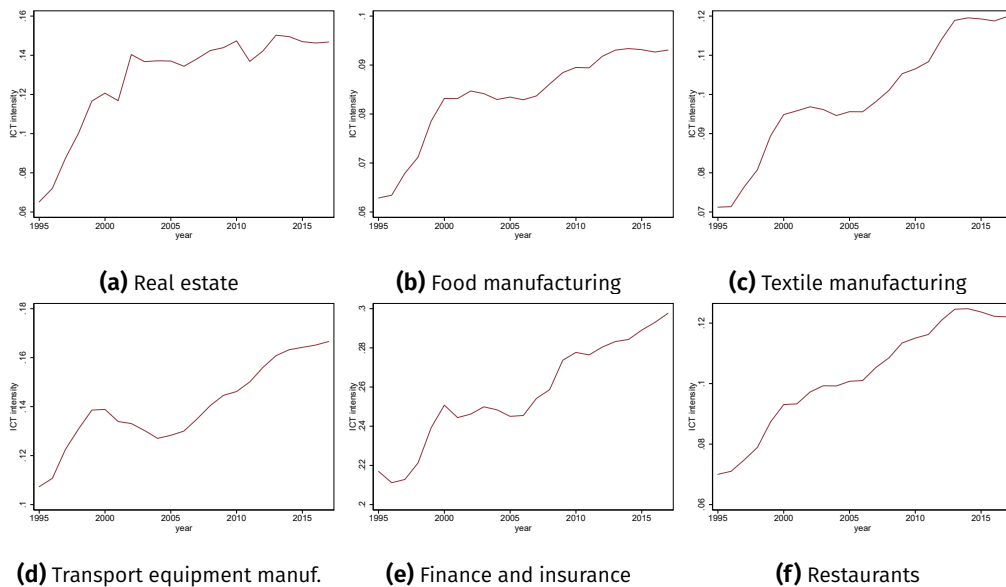 ICT intensity
.06 .08 .1 .12 .14 .16
1995 2000 2005 2010 2015
year
(a) Real estate
ICT intensity
.06 .07 .08 .09 .1
1995 2000 2005 2010 2015
year
(b) Food manufacturing
ICT intensity
.07 .08 .09 .1 .11 .12
1995 2000 2005 2010 2015
year
(c) Textile manufacturing
ICT intensity
.1 .12 .14 .16 .18
1995 2000 2005 2010 2015
year
(d) Transport equipment manuf.
ICT intensity
.2 .22 .24 .26 .28 .3
1995 2000 2005 2010 2015
year
(e) Finance and insurance
ICT intensity
.06 .08 .1 .12
1995 2000 2005 2010 2015
year
(f) Restaurants